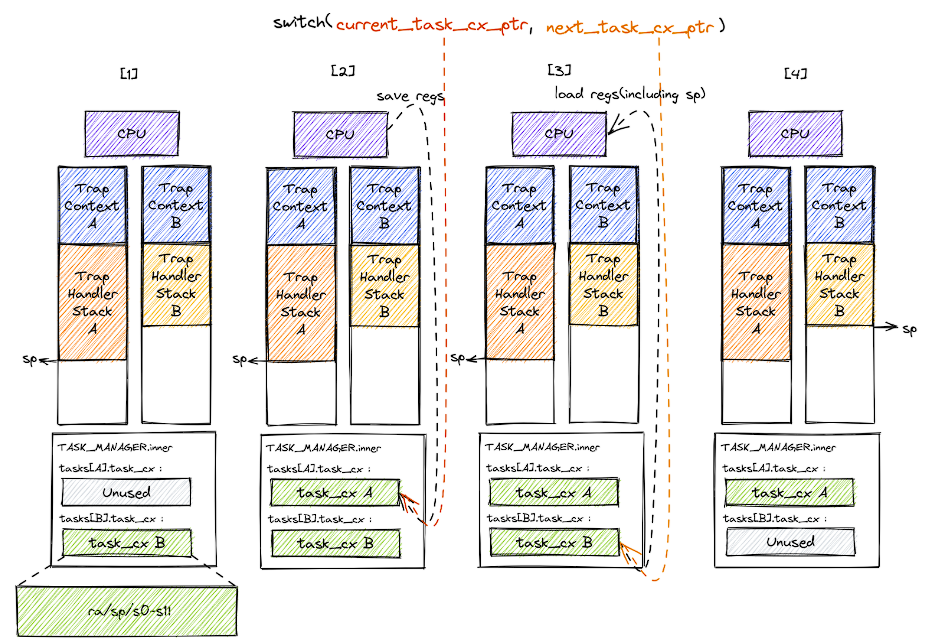 switch(current_task_cx_ptr, next_task_cx_ptr)
[1]
[2]
[3]
[4]
save regs
load regs(including sp)
CPU
CPU
CPU
CPU
Trap
Context
A
Trap
Context
B
Trap
Context
A
Trap
Context
B
Trap
Context
A
Trap
Context
B
Trap
Context
A
Trap
Context
B
Trap
Handler
Stack
A
Trap
Handler
Stack
B
Trap
Handler
Stack
A
Trap
Handler
Stack
B
Trap
Handler
Stack
A
Trap
Handler
Stack
B
Trap
Handler
Stack
A
Trap
Handler
Stack
B
sp
sp
sp
sp
TASK_MANAGER.inner
tasks[A].task_cx :
Unused
tasks[B].task_cx :
task_cx B
TASK_MANAGER.inner
tasks[A].task_cx :
task_cx A
tasks[B].task_cx :
task_cx B
TASK_MANAGER.inner
tasks[A].task_cx :
task_cx A
tasks[B].task_cx :
task_cx B
TASK_MANAGER.inner
tasks[A].task_cx :
task_cx A
tasks[B].task_cx :
Unused
ra/sp/s0-s11